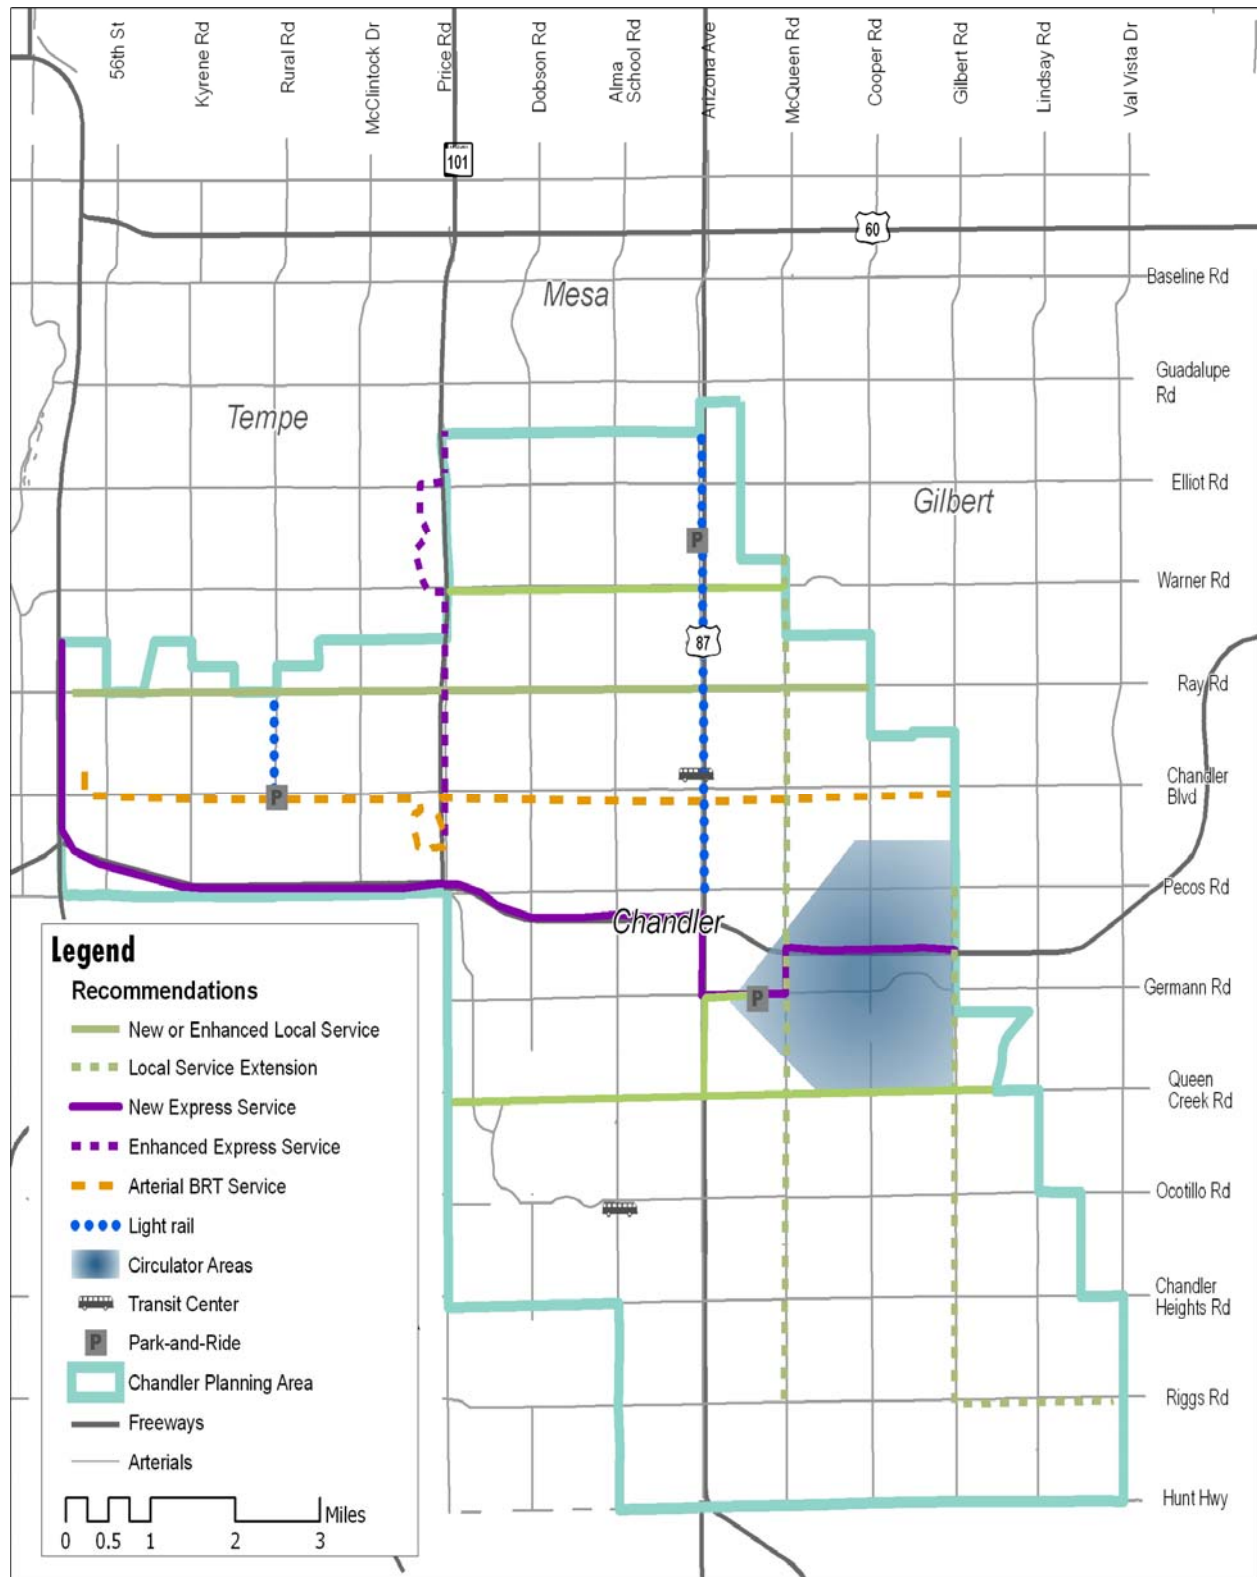 56th St
Kyrene Rd
Rural Rd
McClintock Dr
Price Rd
Dobson Rd
Alma
School Rd
Arizona Ave
McQueen Rd
Cooper Rd
Gilbert Rd
Lindsay Rd
Val Vista Dr
101
60
Baseline Rd
Mesa
Guadalupe
Rd
Tempe
Elliot Rd
Gilbert
P
Warner Rd
87
Ray Rd
Chandler
Blvd
P
Pecos Rd
Chandler
Germann Rd
P
Queen
Creek Rd
Ocotillo Rd
Chandler
Heights Rd
Riggs Rd
Hunt Hwy
Legend
Recommendations
New or Enhanced Local Service
Local Service Extension
New Express Service
Enhanced Express Service
Arterial BRT Service
Light rail
Circulator Areas
Transit Center
P Park-and-Ride
Chandler Planning Area
Freeways
Arterials
Miles
0 0.5 1 2 3